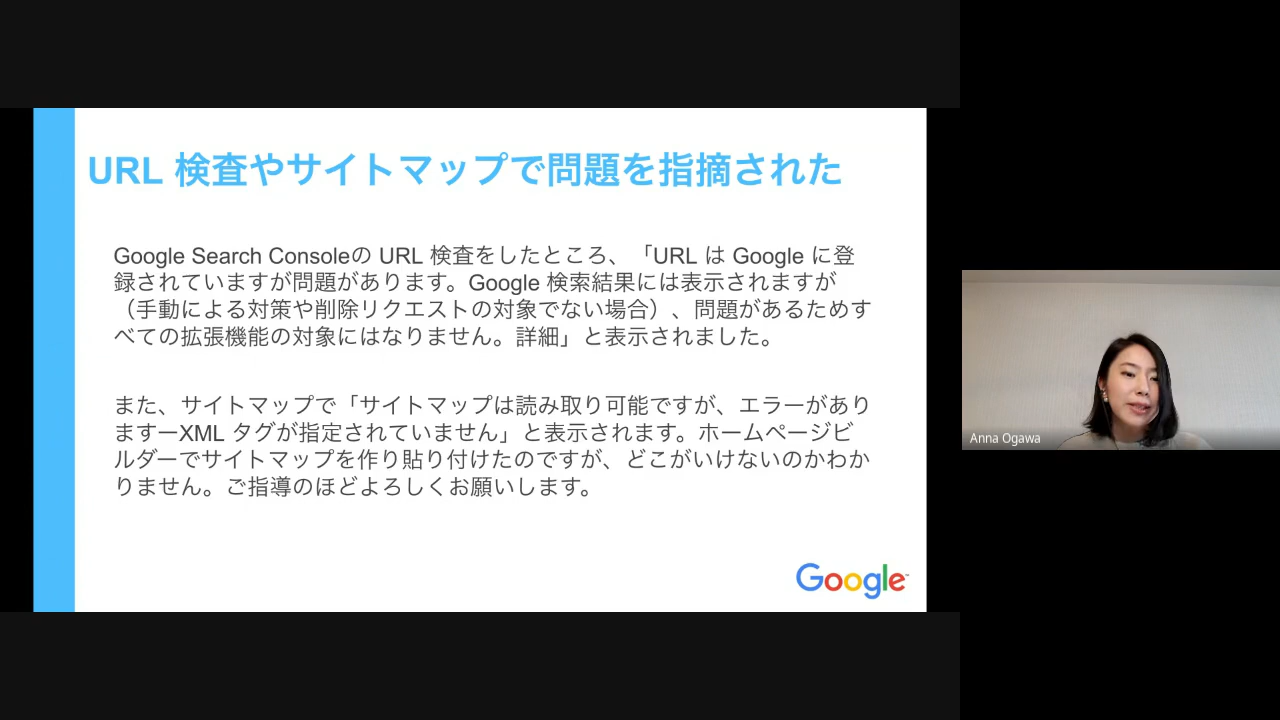 URL 検査やサイトマップで問題を指摘された
Google Search Consoleの URL 検査をしたところ、「URL は Google に登
録されていますが問題があります。Google 検索結果には表示されますが
（手動による対策や削除リクエストの対象でない場合）、問題があるためす
べての拡張機能の対象にはなりません。詳細」と表示されました。
また、サイトマップで「サイトマップは読み取り可能ですが、エラーがあり
ますーXML タグが指定されていません」と表示されます。ホームページビ
ルダーでサイトマップを作り貼り付けたのですが、どこがいけないのかわか
りません。ご指導のほどよろしくお願いします。
Google
Anna Ogawa